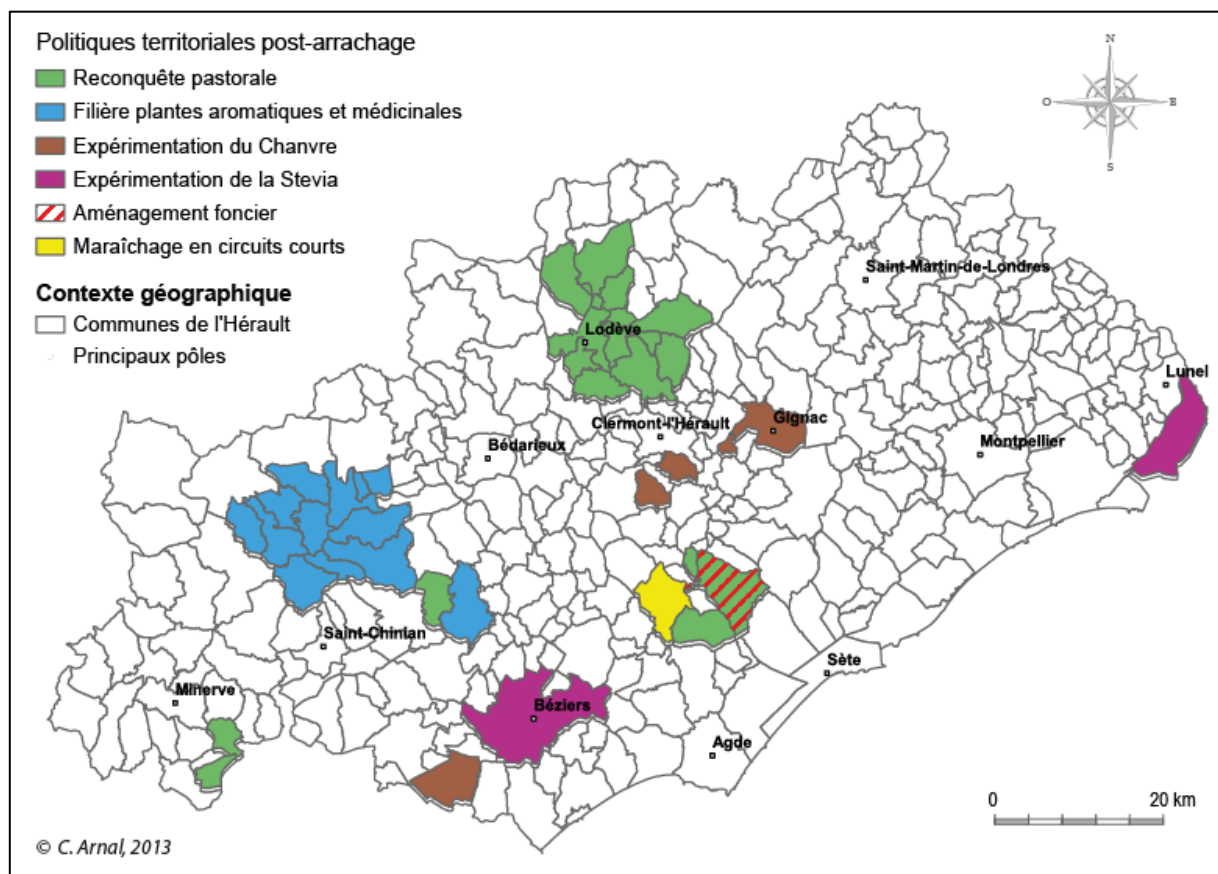 Politiques territoriales post-arrachage
Reconquête pastorale
Filière plantes aromatiques et médicinales
Expérimentation du Chanvre
Expérimentation de la Stevia
Aménagement foncier
Maraîchage en circuits courts
Contexte géographique
Communes de l'Hérault
Principaux pôles
N
O
E
S
Saint-Martin-de-Londres
Lodève
Lunel
Clermont-l'Hérault
Gignac
Bédarieux
Montpellier
Saint-Chinian
Sète
Minerve
Béziers
Agde
0 20 km
© C. Arnal, 2013